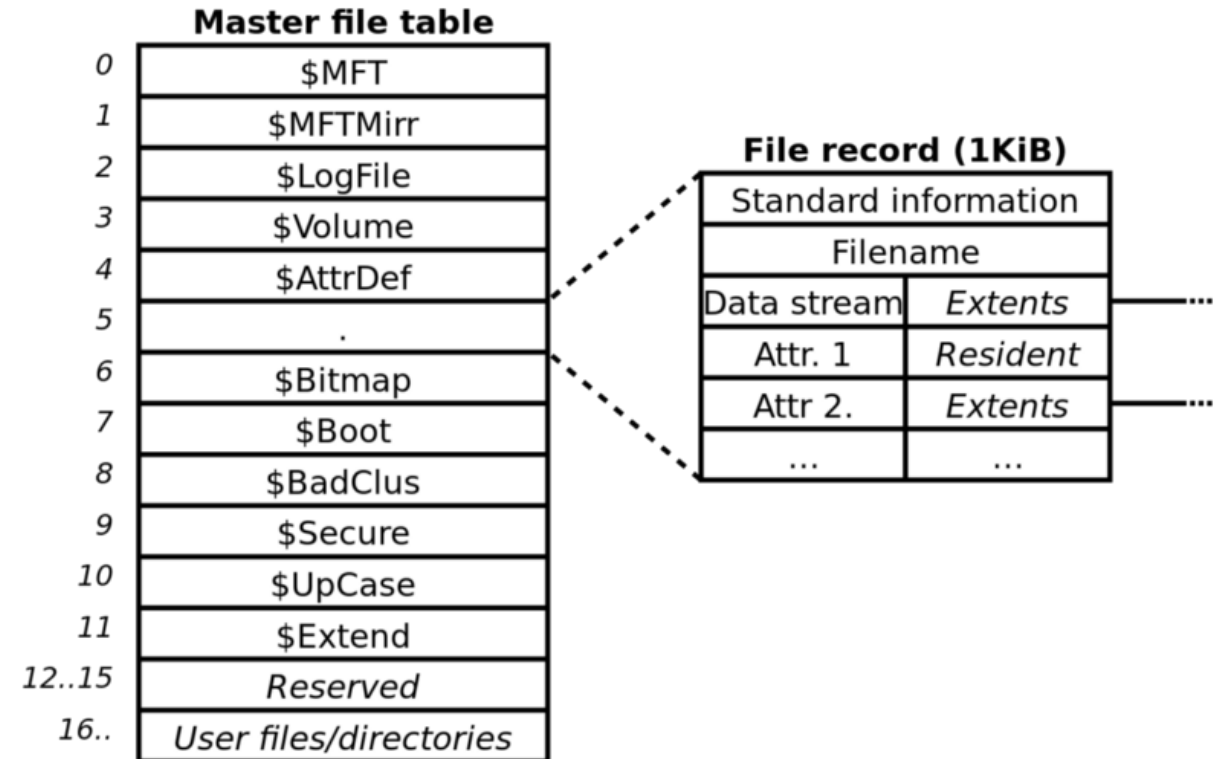 Master file table
0 $MFT
1 $MFTMirr
2 $LogFile
3 $Volume
4 $AttrDef
5 .
6 $Bitmap
7 $Boot
8 $BadClus
9 $Secure
10 $UpCase
11 $Extend
12..15 Reserved
16.. User files/directories
File record (1KiB)
Standard information
Filename
Data stream Extents
Attr. 1 Resident
Attr 2. Extents
... ...